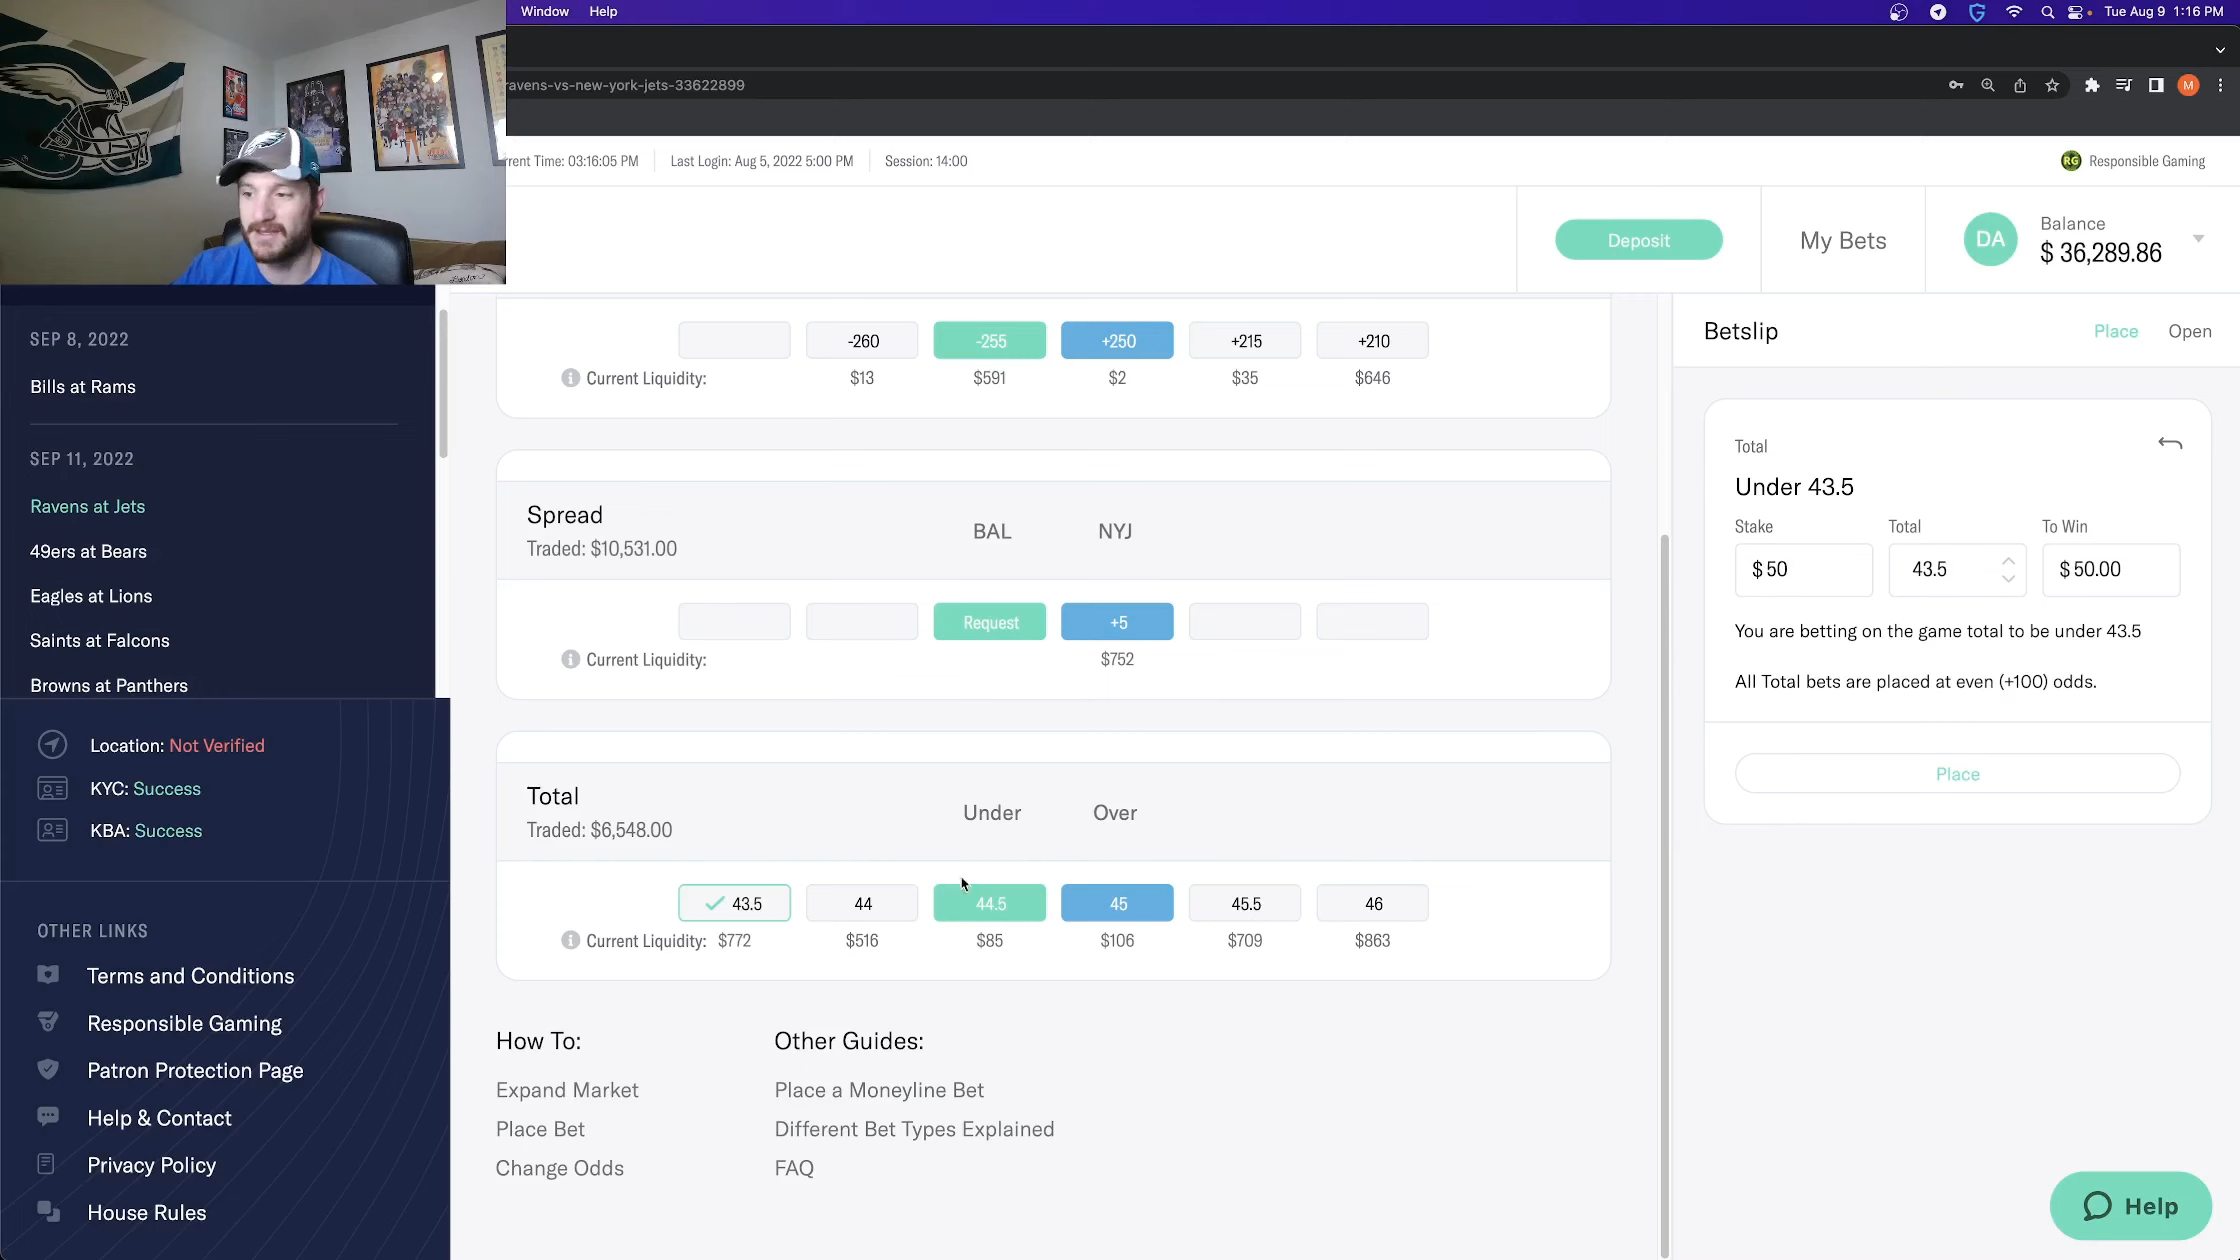 Window Help
Tue Aug 9 1:16 PM
ravens-vs-new-york-jets-33622899
M
rrent Time: 03:16:05 PM
Last Login: Aug 5, 2022 5:00 PM
Session: 14:00
RG Responsible Gaming
Deposit
My Bets
DA
Balance
$ 36,289.86
SEP 8, 2022
Bills at Rams
SEP 11, 2022
Ravens at Jets
49ers at Bears
Eagles at Lions
Saints at Falcons
Browns at Panthers
Location: Not Verified
KYC: Success
KBA: Success
OTHER LINKS
Terms and Conditions
Responsible Gaming
Patron Protection Page
Help & Contact
Privacy Policy
House Rules
-260 -255 +250 +215 +210
Current Liquidity: $13 $591 $2 $35 $646
Spread
Traded: $10,531.00
BAL NYJ
Request +5
Current Liquidity: $752
Total
Traded: $6,548.00
Under Over
43.5 44 44.5 45 45.5 46
Current Liquidity: $772 $516 $85 $106 $709 $863
How To:
Expand Market
Place Bet
Change Odds
Other Guides:
Place a Moneyline Bet
Different Bet Types Explained
FAQ
Betslip
Place Open
Total
Under 43.5
Stake Total To Win
$ 50 43.5 $ 50.00
You are betting on the game total to be under 43.5
All Total bets are placed at even (+100) odds.
Place
Help